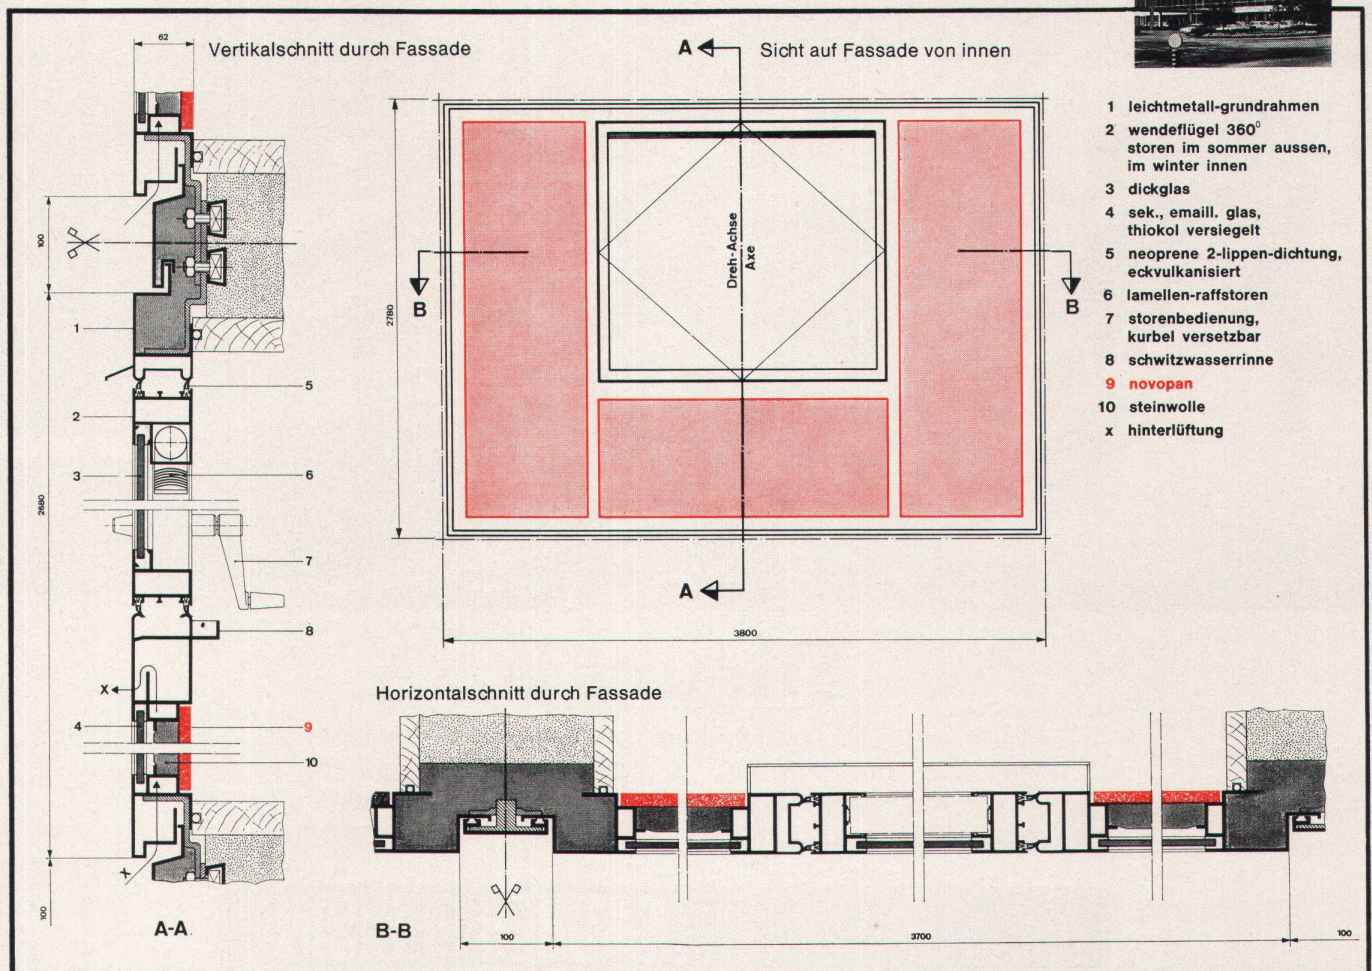 62
Vertikalschnitt durch Fassade
A
Sicht auf Fassade von innen
100
1
2680
2
3
4
5
6
7
8
9
10
x
x
100
A-A
2780
B
B
Dreh-Achse
Axe
A
3800
1 leichtmetall-grundrahmen
2 wendeflügel 360⁰
storen im sommer aussen,
im winter innen
3 dickglas
4 sek., emaill. glas,
thiokol versiegelt
5 neoprene 2-lippen-dichtung,
eckvulkanisiert
6 lamellen-raffstoren
7 storenbedienung,
kurbel versetzbar
8 schwitzwasserrinne
9 novopan
10 steinwolle
x hinterlüftung
Horizontalschnitt durch Fassade
B-B
100
3700
100